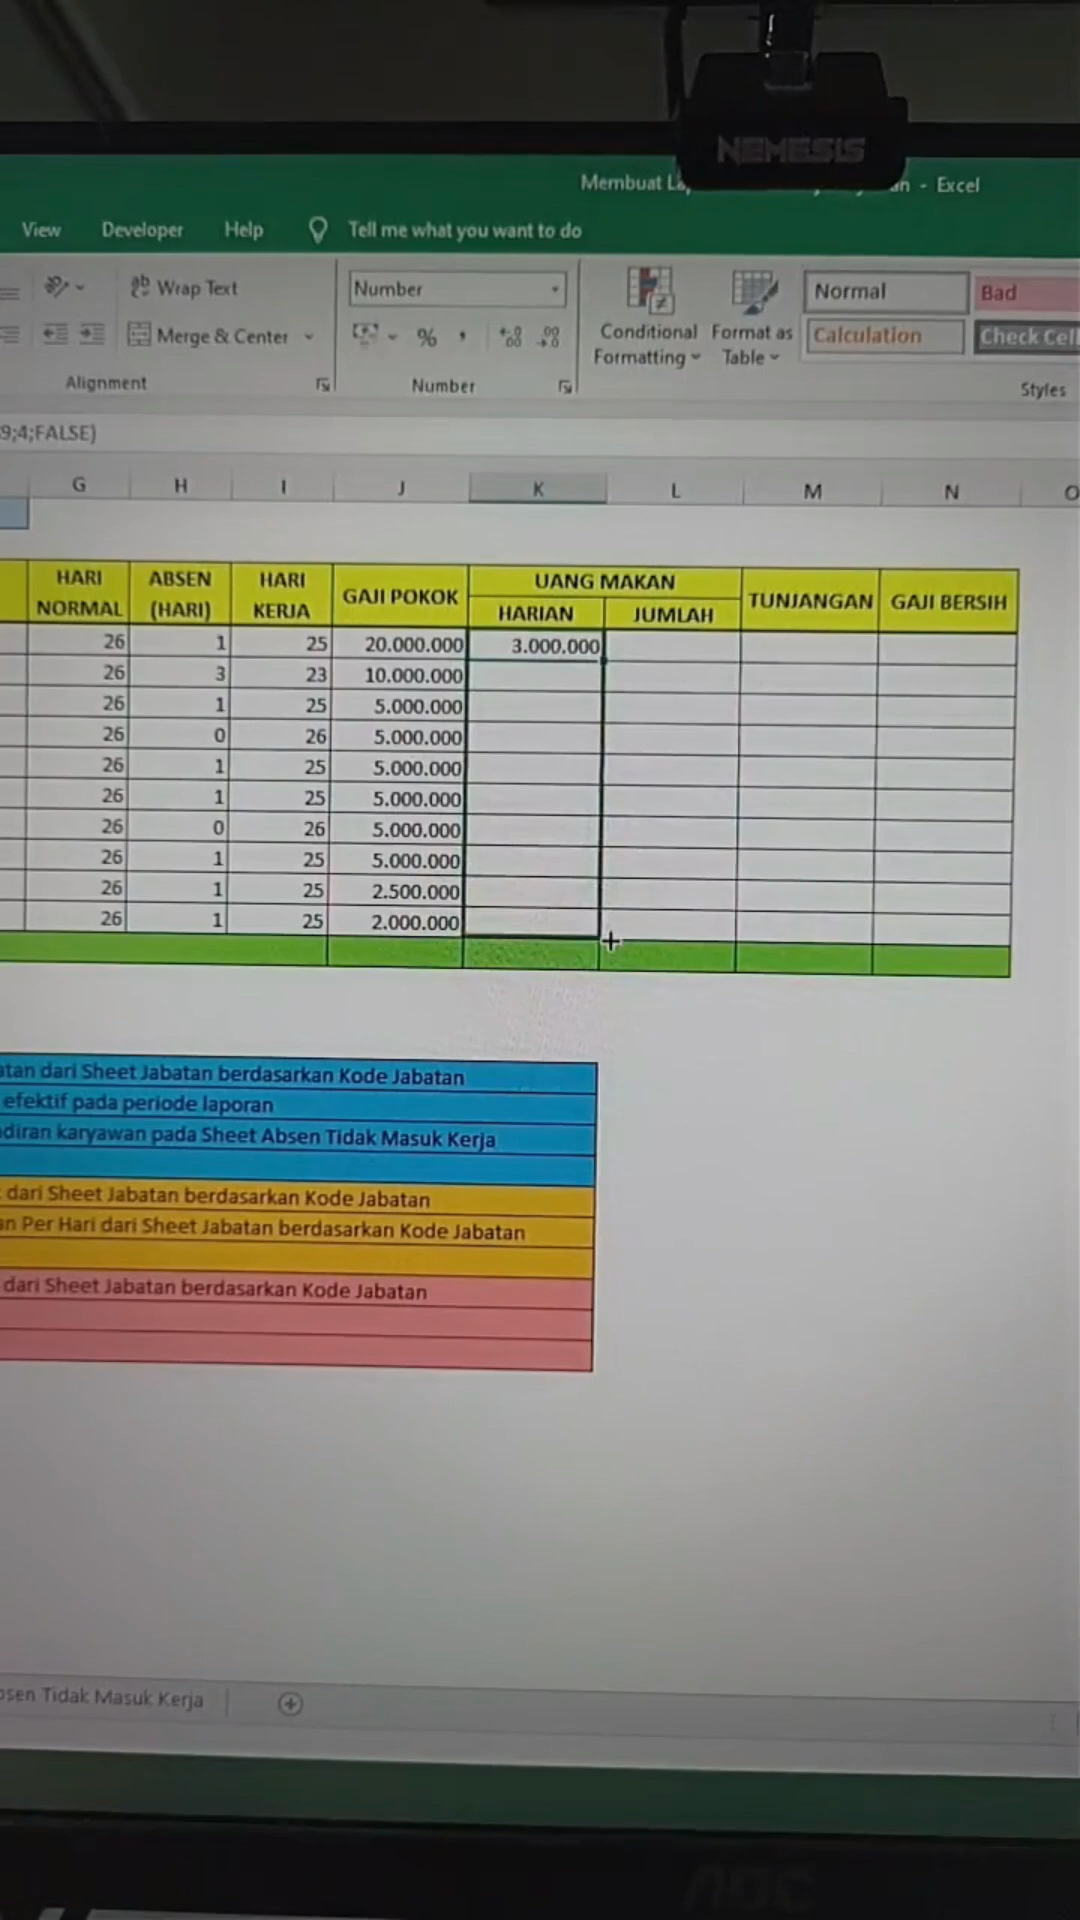 NEMESIS
Membuat - Excel
View Developer Help Tell me what you want to do
Wrap Text Number Normal Bad
Merge & Center % Conditional Formatting Format as Table Calculation Check Cell
Alignment Number Styles
9;4;FALSE)
G H I J K L M N O
HARI NORMAL ABSEN (HARI) HARI KERJA GAJI POKOK UANG MAKAN TUNJANGAN GAJI BERSIH
HARIAN JUMLAH
26 1 25 20.000.000 3.000.000
26 3 23 10.000.000
26 1 25 5.000.000
26 0 26 5.000.000
26 1 25 5.000.000
26 1 25 5.000.000
26 0 26 5.000.000
26 1 25 5.000.000
26 1 25 2.500.000
26 1 25 2.000.000
dari Sheet Jabatan berdasarkan Kode Jabatan
efektif pada periode laporan
karyawan pada Sheet Absen Tidak Masuk Kerja
dari Sheet Jabatan berdasarkan Kode Jabatan
Per Hari dari Sheet Jabatan berdasarkan Kode Jabatan
dari Sheet Jabatan berdasarkan Kode Jabatan
Tidak Masuk Kerja
AOC